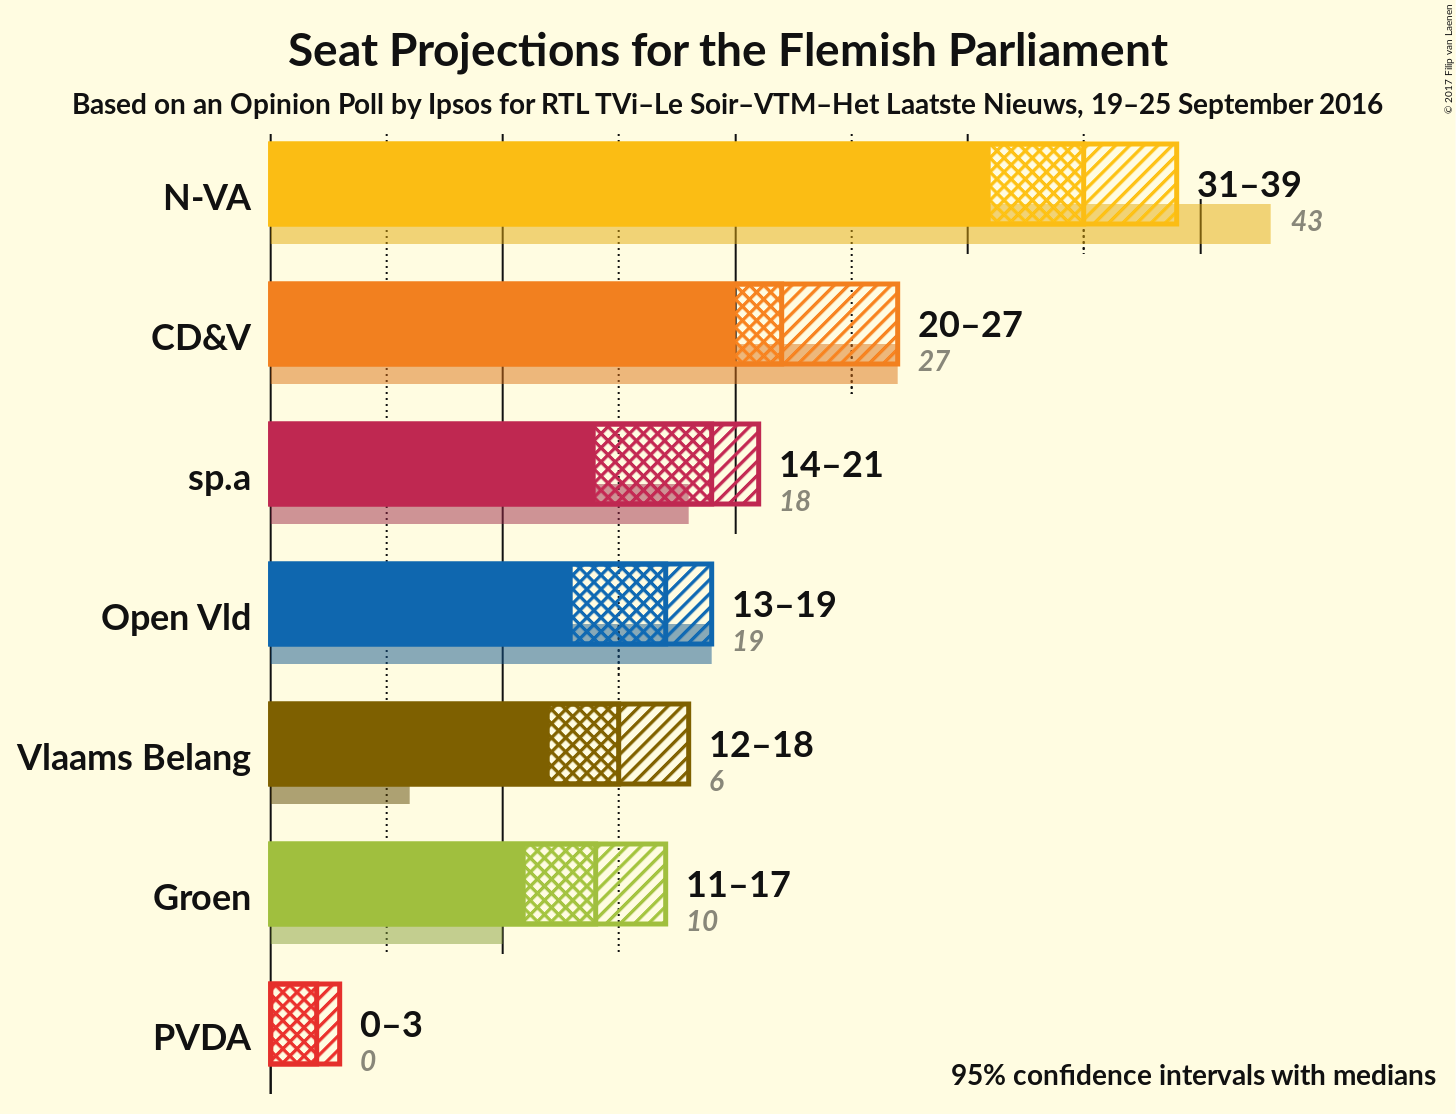 Seat Projections for the Flemish Parliament
Based on an Opinion Poll by Ipsos for RTL TVi–Le Soir–VTM–Het Laatste Nieuws, 19–25 September 2016
© 2017 Filip van Laenen
N-VA
31–39
43
CD&V
20–27
27
sp.a
14–21
18
Open Vld
13–19
19
Vlaams Belang
12–18
6
Groen
11–17
10
PVDA
0–3
0
95% confidence intervals with medians